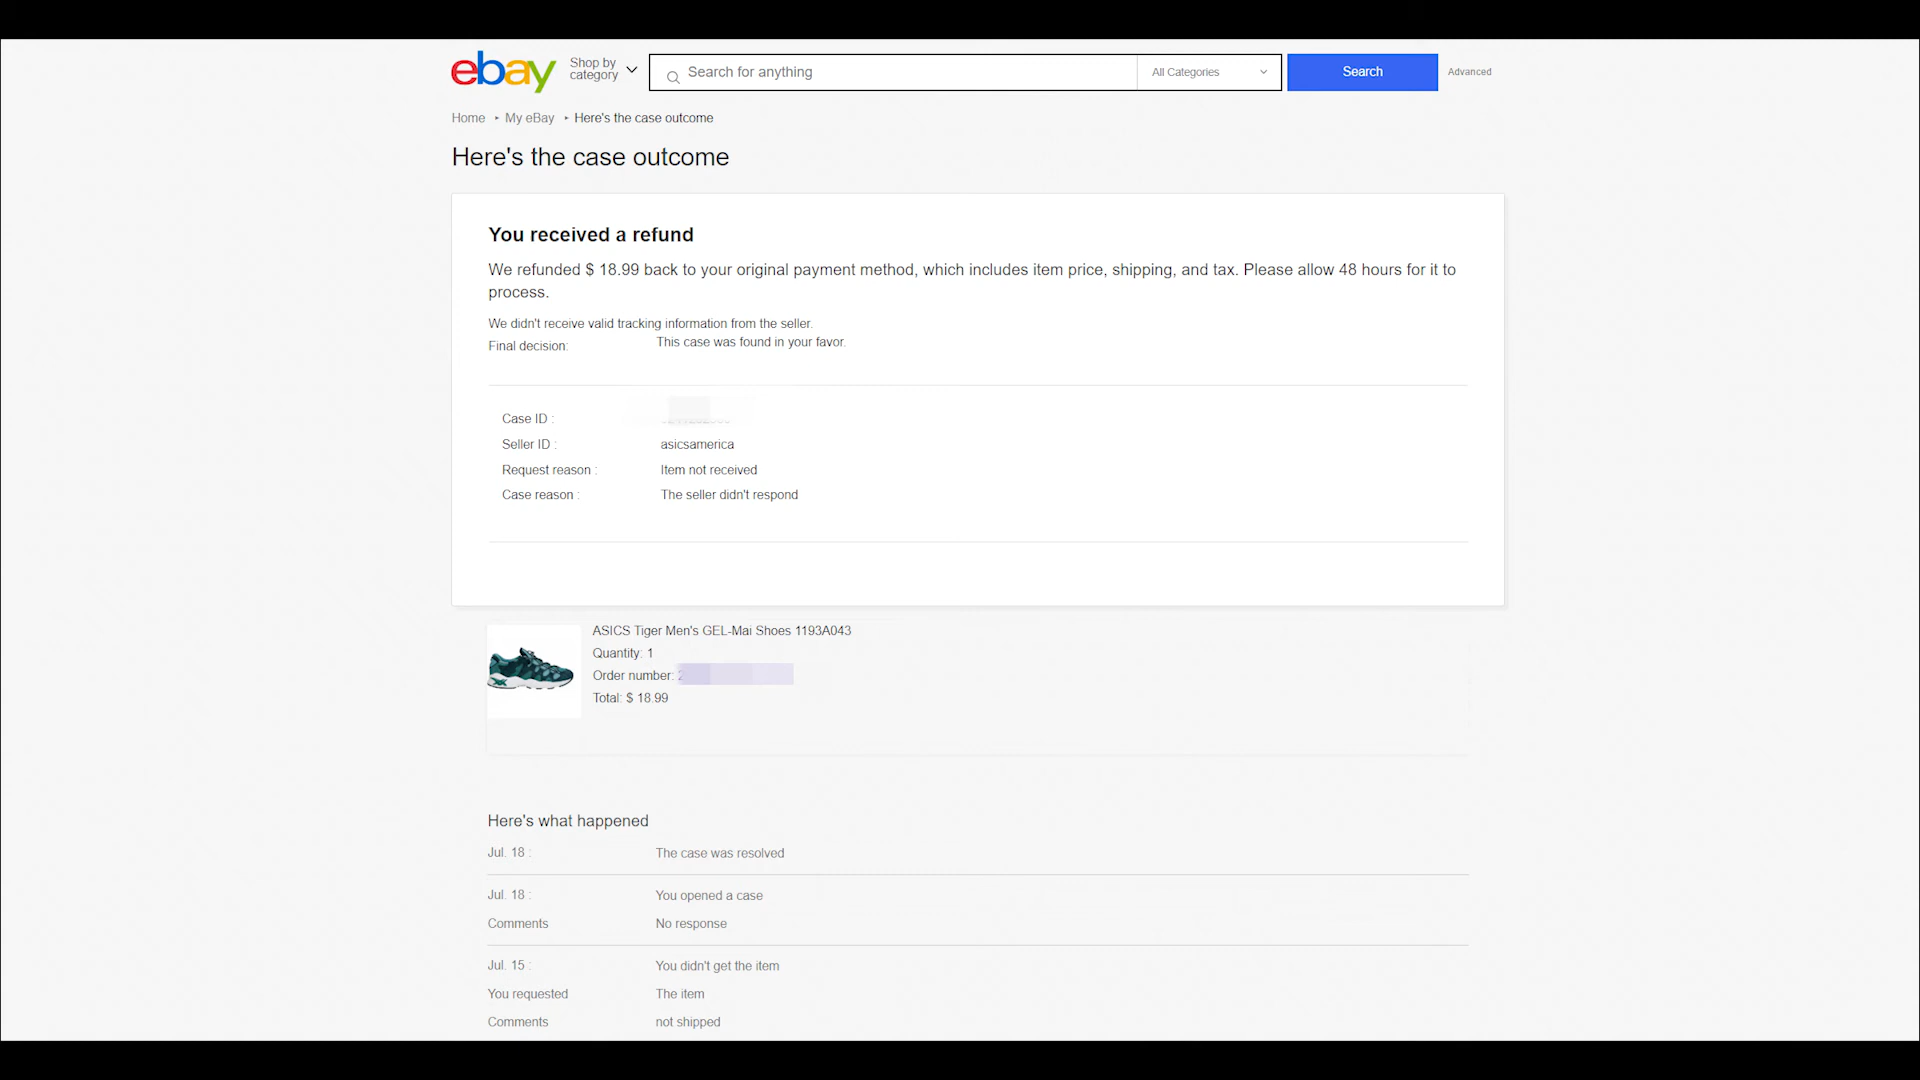 ebay
Shop by
category
Search for anything
All Categories
Search
Advanced
Home
My eBay
Here's the case outcome
Here's the case outcome
You received a refund
We refunded $ 18.99 back to your original payment method, which includes item price, shipping, and tax. Please allow 48 hours for it to
process.
We didn't receive valid tracking information from the seller.
Final decision: This case was found in your favor.
Case ID :
Seller ID : asicsamerica
Request reason : Item not received
Case reason : The seller didn't respond
ASICS Tiger Men's GEL-Mai Shoes 1193A043
Quantity: 1
Order number:
Total: $ 18.99
Here's what happened
Jul. 18 : The case was resolved
Jul. 18 : You opened a case
Comments No response
Jul. 15 : You didn't get the item
You requested The item
Comments not shipped